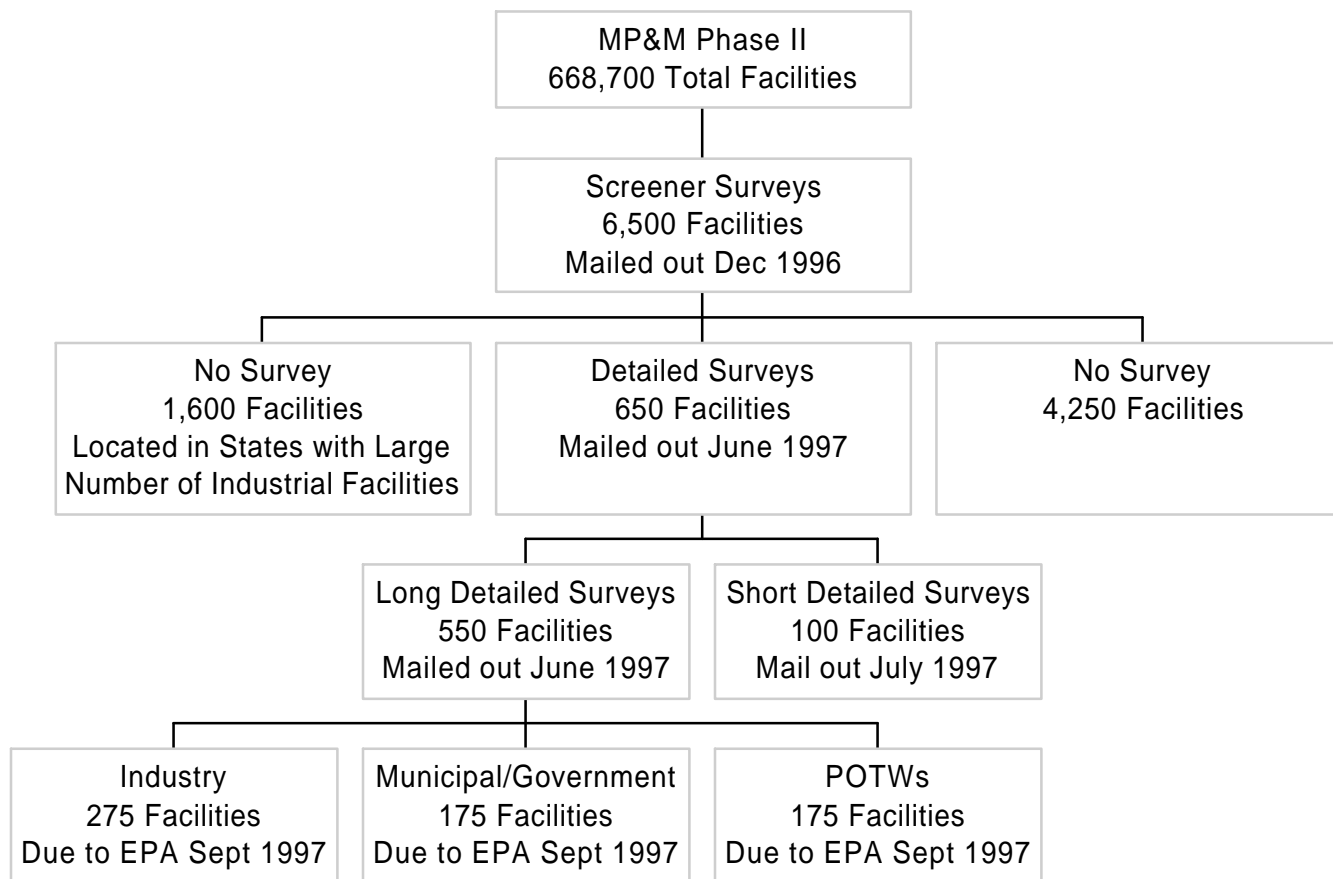 MP&M Phase II
668,700 Total Facilities
Screener Surveys
6,500 Facilities
Mailed out Dec 1996
No Survey
1,600 Facilities
Located in States with Large
Number of Industrial Facilities
Detailed Surveys
650 Facilities
Mailed out June 1997
No Survey
4,250 Facilities
Long Detailed Surveys
550 Facilities
Mailed out June 1997
Short Detailed Surveys
100 Facilities
Mail out July 1997
Industry
275 Facilities
Due to EPA Sept 1997
Municipal/Government
175 Facilities
Due to EPA Sept 1997
POTWs
175 Facilities
Due to EPA Sept 1997